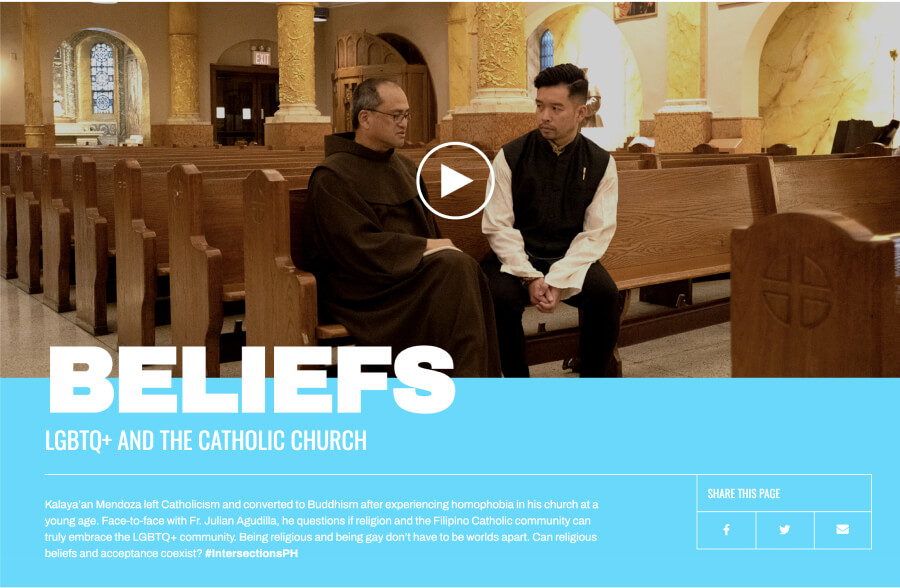 EXIT
BELIEFS
LGBTQ+ AND THE CATHOLIC CHURCH
Kalaya'an Mendoza left Catholicism and converted to Buddhism after experiencing homophobia in his church at a
young age. Face-to-face with Fr. Julian Agudilla, he questions if religion and the Filipino Catholic community can
truly embrace the LGBTQ+ community. Being religious and being gay don't have to be worlds apart. Can religious
beliefs and acceptance coexist? #IntersectionsPH
SHARE THIS PAGE